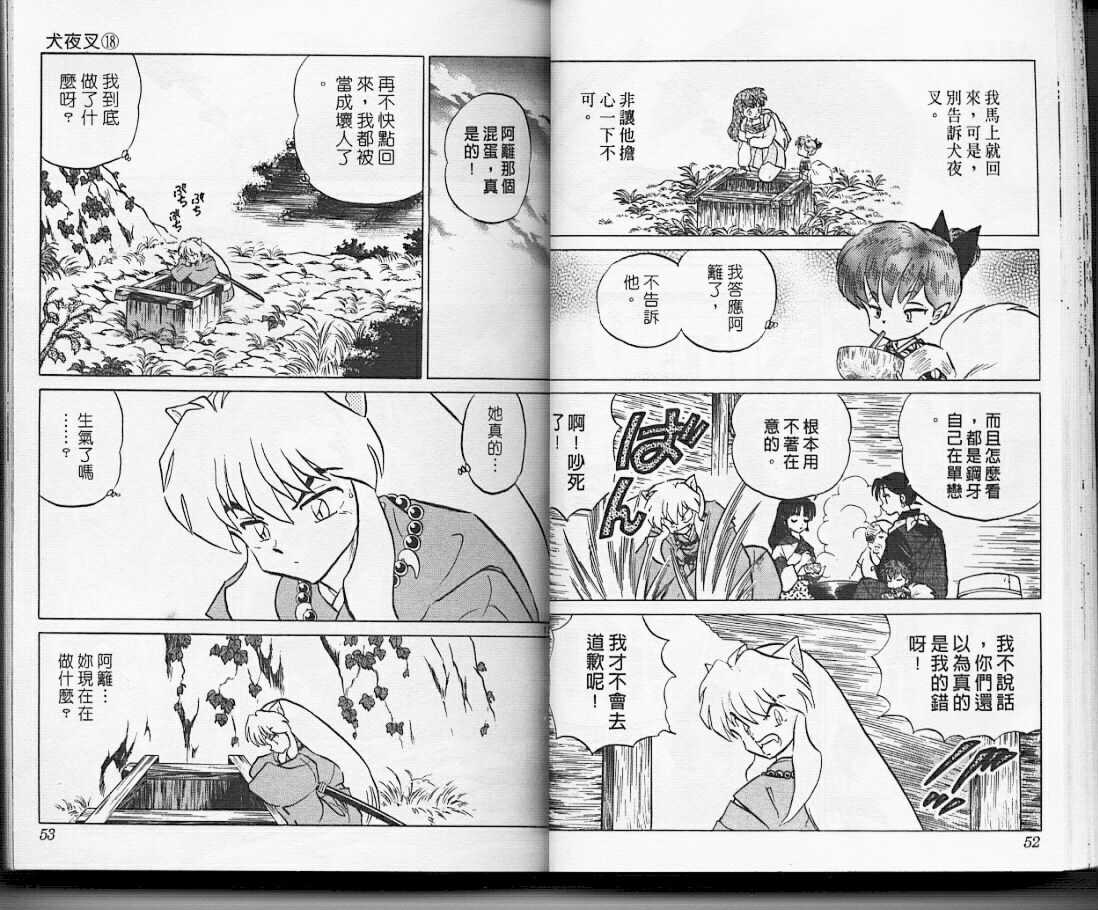 犬夜叉⑱
我馬上就回
來，可是，
別告訴犬夜
叉。
非讓他擔
心一下不
可。
我答應阿
籬了，
不告訴
他。
而且怎麼看
，都是鋼牙
自己在單戀
。
根本用
不著在
意的。
啊！吵死
了！
ばん
我不說話
，你們還
以為真的
是我的錯
呀！
我才不會去
道歉呢！
52
阿籬那個
混蛋，真
是的！
再不快點回
來，我都被
當成壞人了
。
我到底
做了什
麼呀？
ぶち
ぶち
她真的…
生氣了嗎
……？
阿籬…
妳現在在
做什麼？
53